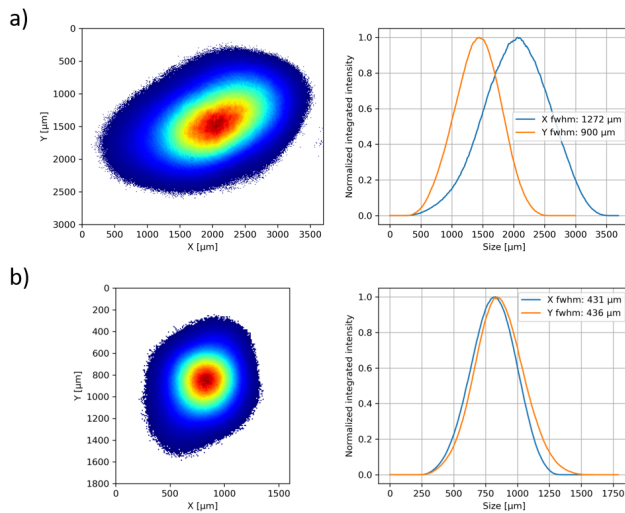 a)
0
500
1000
1500
2000
2500
3000
Y [μm]
0 500 1000 1500 2000 2500 3000 3500
X [μm]
1.0
0.8
0.6
0.4
0.2
0.0
Normalized integrated intensity
X fwhm: 1272 μm
Y fwhm: 900 μm
0 500 1000 1500 2000 2500 3000 3500
Size [μm]
b)
0
200
400
600
800
1000
1200
1400
1600
1800
Y [μm]
0 500 1000 1500
X [μm]
1.0
0.8
0.6
0.4
0.2
0.0
Normalized integrated intensity
X fwhm: 431 μm
Y fwhm: 436 μm
0 250 500 750 1000 1250 1500 1750
Size [μm]